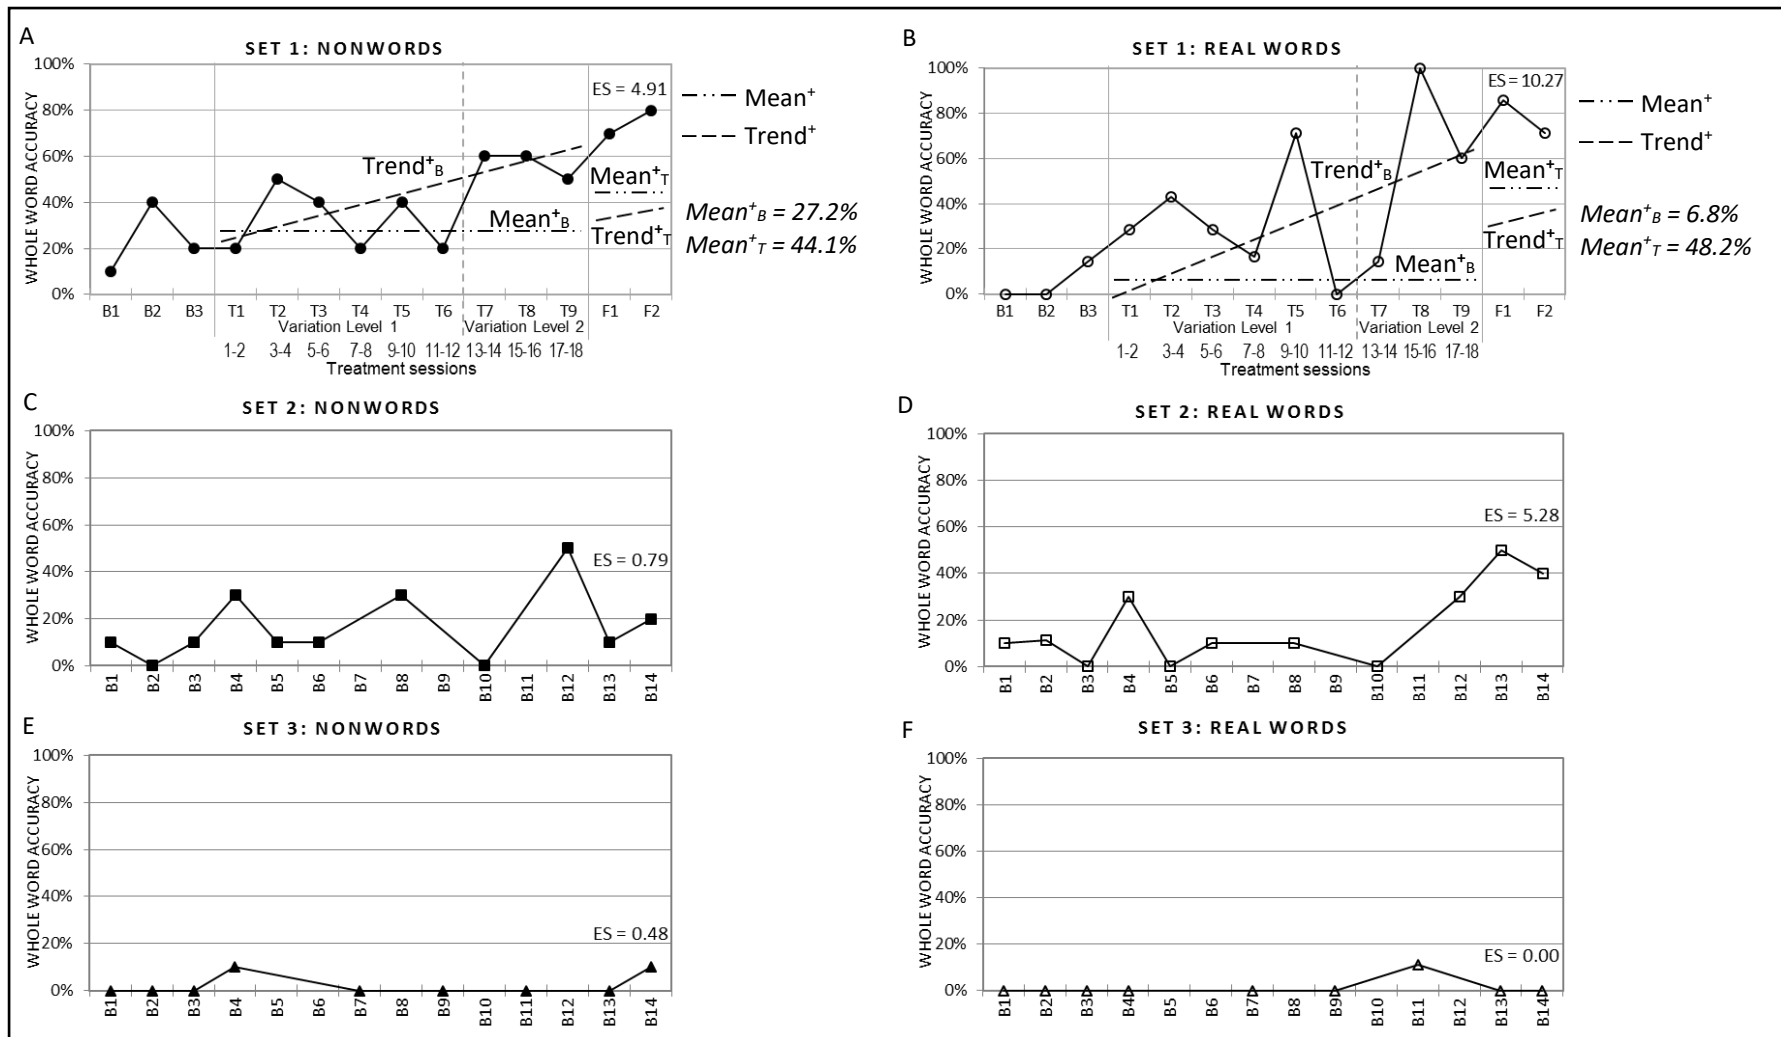 A
SET 1: NONWORDS
WHOLE WORD ACCURACY
100%
80%
60%
40%
20%
0%
ES = 4.91
Trend⁺B
Mean⁺B
Mean⁺T
Trend⁺T
Mean⁺
Trend⁺
Mean⁺B = 27.2%
Mean⁺T = 44.1%
B1 B2 B3 T1 T2 T3 T4 T5 T6 T7 T8 T9 F1 F2
Variation Level 1 Variation Level 2
1-2 3-4 5-6 7-8 9-10 11-12 13-14 15-16 17-18
Treatment sessions
B
SET 1: REAL WORDS
WHOLE WORD ACCURACY
100%
80%
60%
40%
20%
0%
ES = 10.27
Trend⁺B
Mean⁺B
Mean⁺T
Trend⁺T
Mean⁺
Trend⁺
Mean⁺B = 6.8%
Mean⁺T = 48.2%
B1 B2 B3 T1 T2 T3 T4 T5 T6 T7 T8 T9 F1 F2
Variation Level 1 Variation Level 2
1-2 3-4 5-6 7-8 9-10 11-12 13-14 15-16 17-18
Treatment sessions
C
SET 2: NONWORDS
WHOLE WORD ACCURACY
100%
80%
60%
40%
20%
0%
ES = 0.79
B1 B2 B3 B4 B5 B6 B7 B8 B9 B10 B11 B12 B13 B14
D
SET 2: REAL WORDS
WHOLE WORD ACCURACY
100%
80%
60%
40%
20%
0%
ES = 5.28
B1 B2 B3 B4 B5 B6 B7 B8 B9 B10 B11 B12 B13 B14
E
SET 3: NONWORDS
WHOLE WORD ACCURACY
100%
80%
60%
40%
20%
0%
ES = 0.48
B1 B2 B3 B4 B5 B6 B7 B8 B9 B10 B11 B12 B13 B14
F
SET 3: REAL WORDS
WHOLE WORD ACCURACY
100%
80%
60%
40%
20%
0%
ES = 0.00
B1 B2 B3 B4 B5 B6 B7 B8 B9 B10 B11 B12 B13 B14